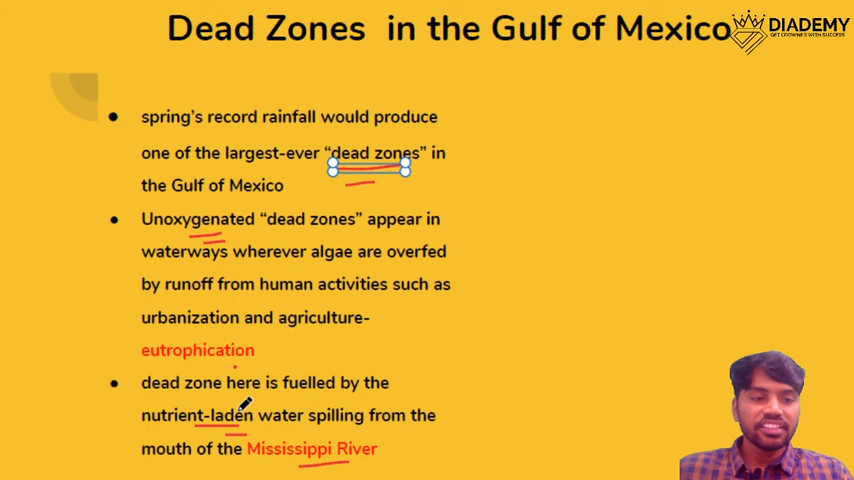 Dead Zones in the Gulf of Mexico
DIADEMY
GET CROWNED WITH SUCCESS
spring's record rainfall would produce
one of the largest-ever “dead zones” in
the Gulf of Mexico
Unoxygenated “dead zones” appear in
waterways wherever algae are overfed
by runoff from human activities such as
urbanization and agriculture-
eutrophication
dead zone here is fuelled by the
nutrient-laden water spilling from the
mouth of the Mississippi River